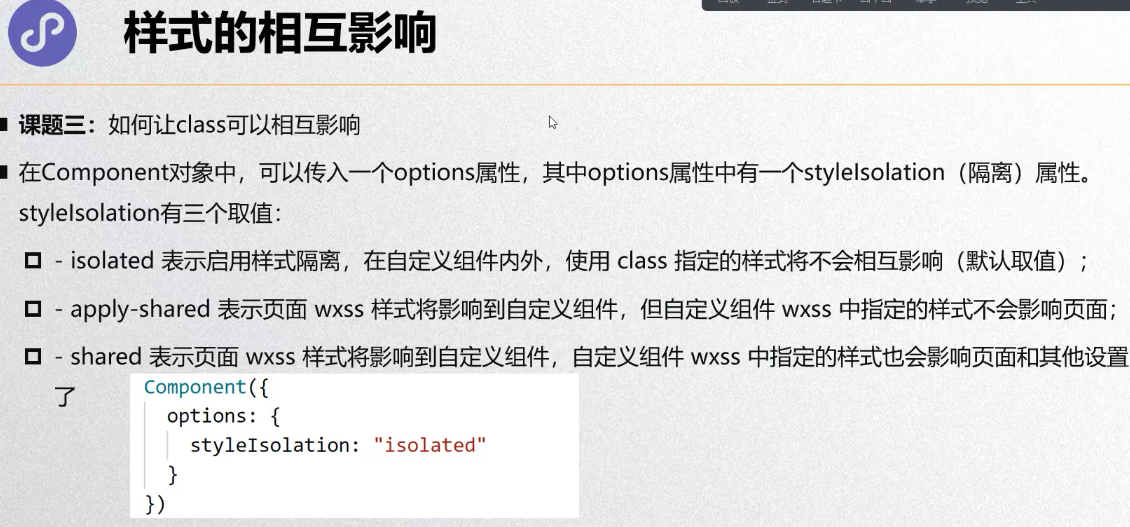 样式的相互影响
课题三：如何让class可以相互影响
在Component对象中，可以传入一个options属性，其中options属性中有一个styleIsolation（隔离）属性。
styleIsolation有三个取值：
- isolated 表示启用样式隔离，在自定义组件内外，使用 class 指定的样式将不会相互影响（默认取值）；
- apply-shared 表示页面 wxss 样式将影响到自定义组件，但自定义组件 wxss 中指定的样式不会影响页面；
- shared 表示页面 wxss 样式将影响到自定义组件，自定义组件 wxss 中指定的样式也会影响页面和其他设置
了
Component({
options: {
styleIsolation: "isolated"
}
})